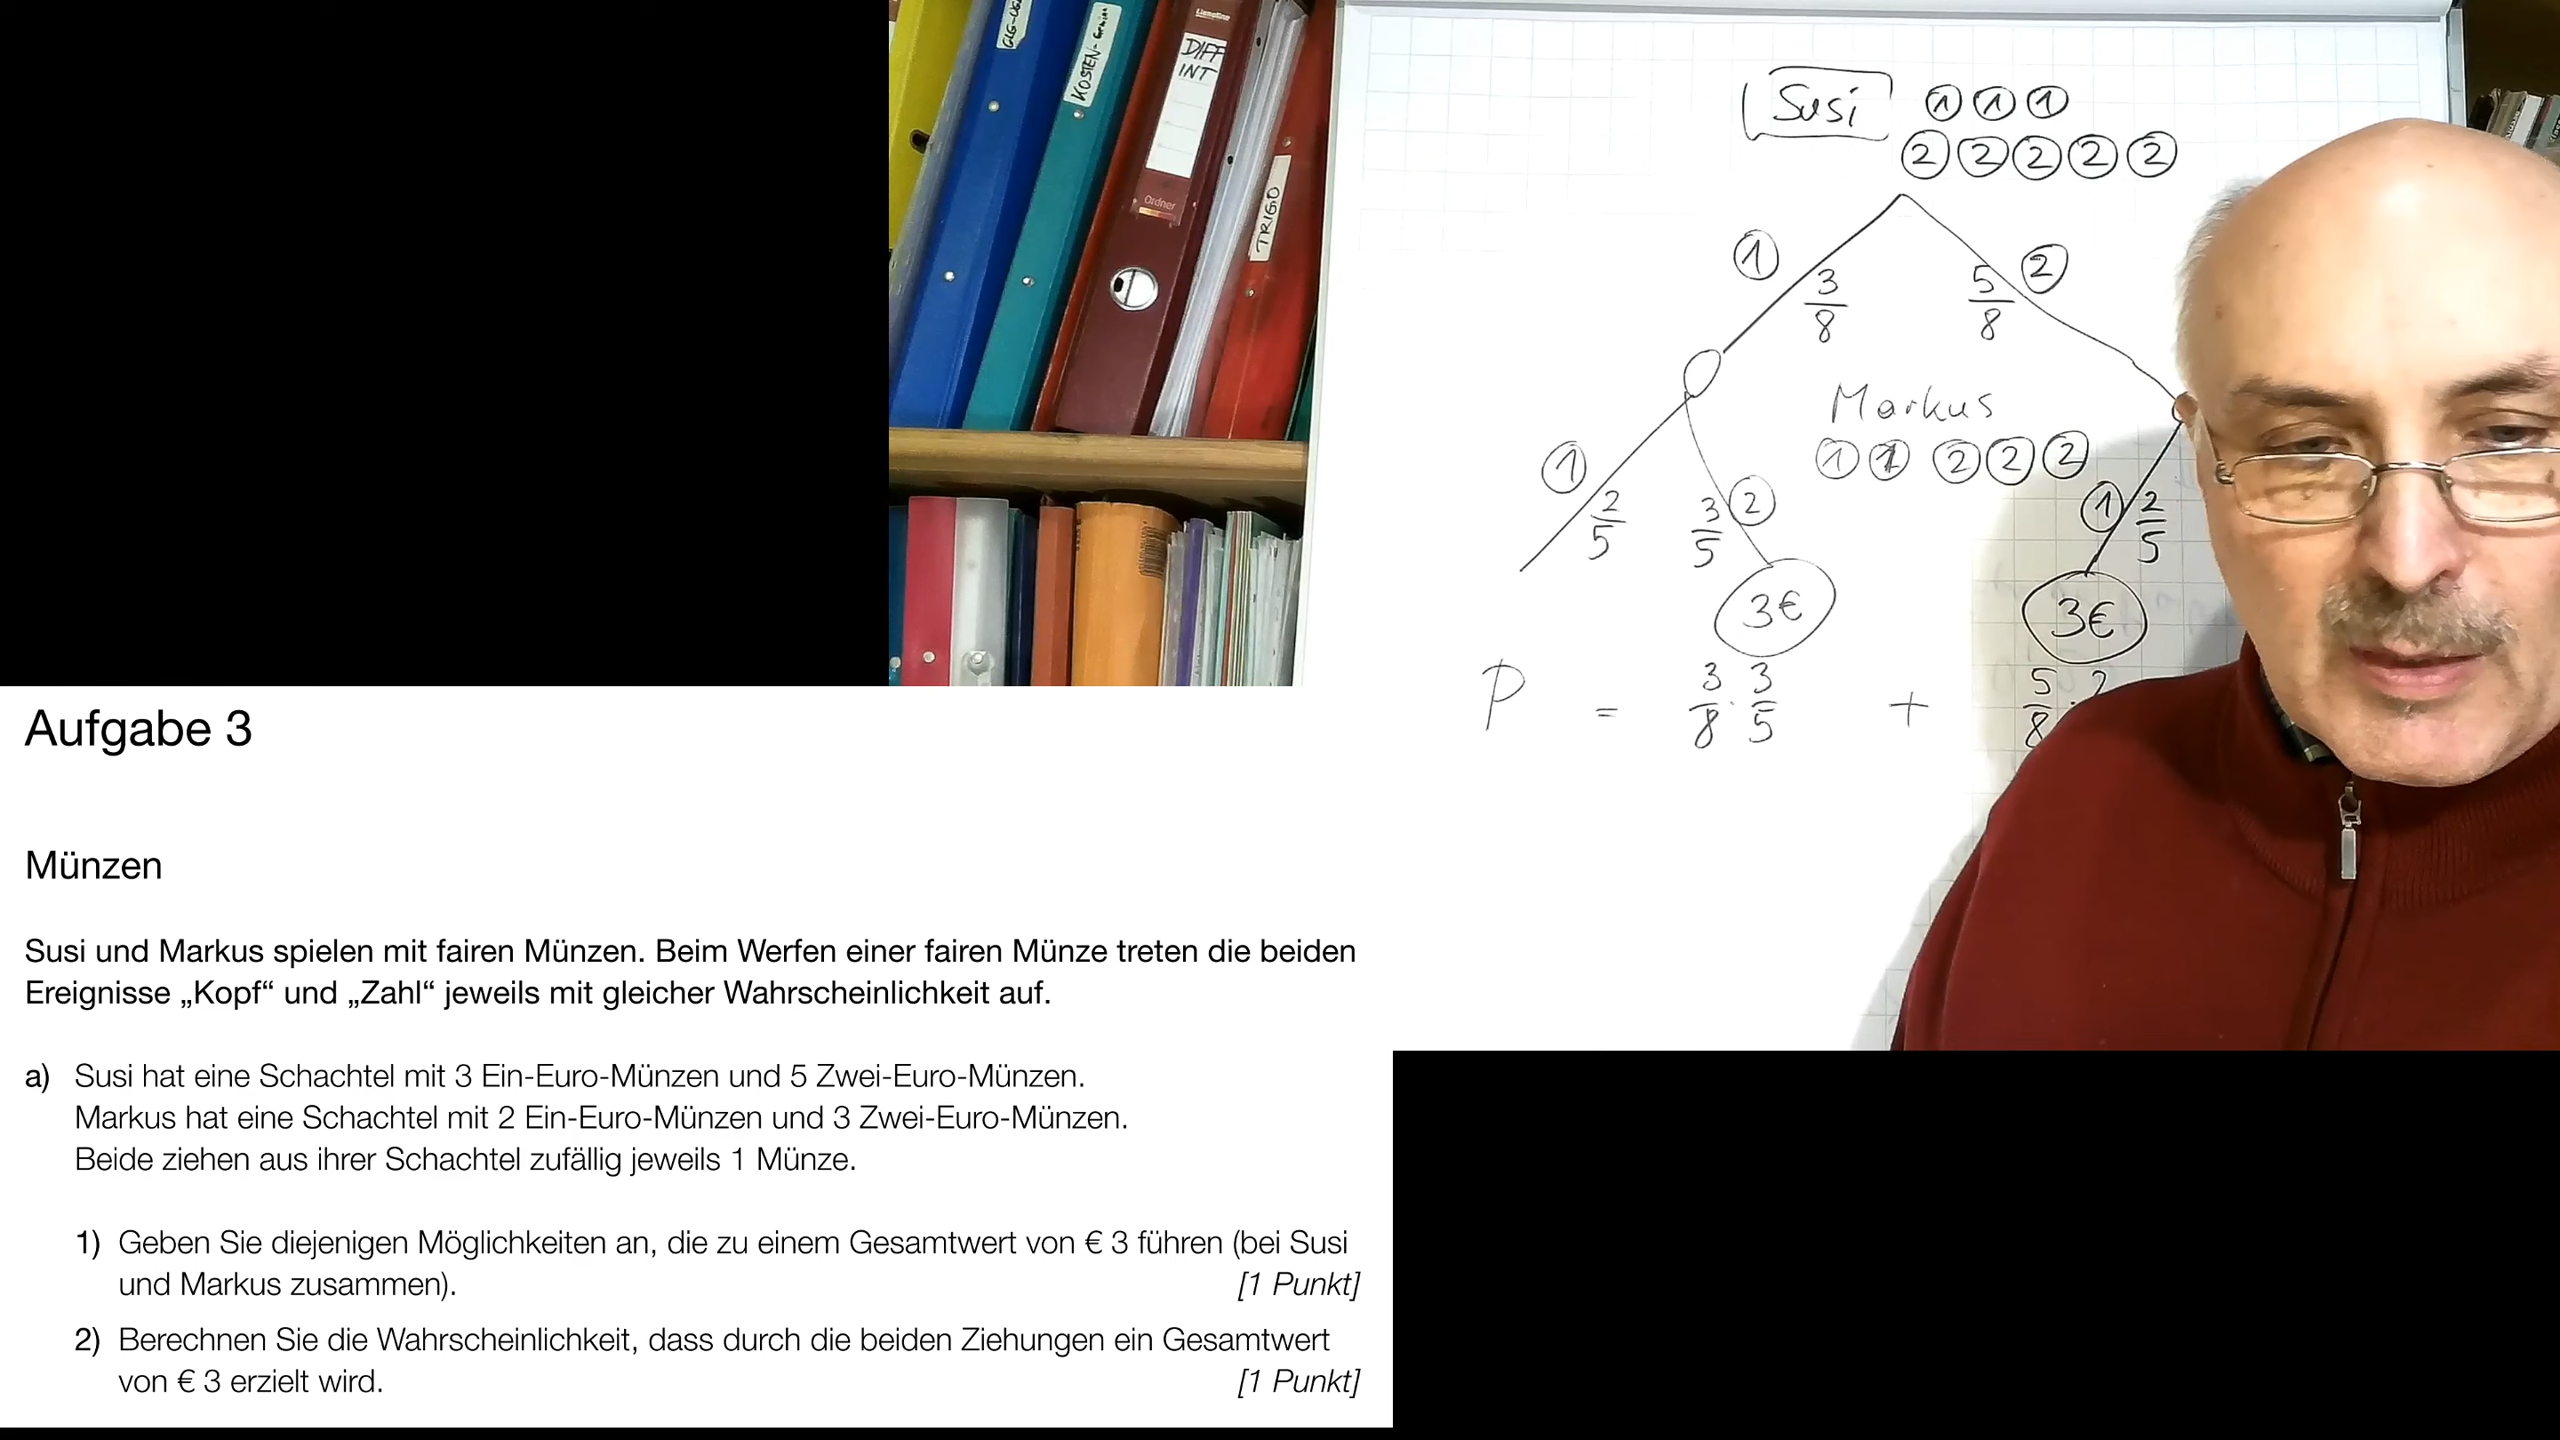 GLG-UGL
KOSTEN-Gewinn
Lienoline
DIFF
INT
Ordner
TRIGO
Susi 1 1 1
2 2 2 2 2
1 3/8 5/8 2
Markus
1 1 2 2 2
1 2/5 3/5 2 1 2/5
3€ 3€
P = 3/8 · 3/5 + 5/8 ·
Aufgabe 3
Münzen
Susi und Markus spielen mit fairen Münzen. Beim Werfen einer fairen Münze treten die beiden
Ereignisse „Kopf“ und „Zahl“ jeweils mit gleicher Wahrscheinlichkeit auf.
a) Susi hat eine Schachtel mit 3 Ein-Euro-Münzen und 5 Zwei-Euro-Münzen.
Markus hat eine Schachtel mit 2 Ein-Euro-Münzen und 3 Zwei-Euro-Münzen.
Beide ziehen aus ihrer Schachtel zufällig jeweils 1 Münze.
1) Geben Sie diejenigen Möglichkeiten an, die zu einem Gesamtwert von € 3 führen (bei Susi
und Markus zusammen). [1 Punkt]
2) Berechnen Sie die Wahrscheinlichkeit, dass durch die beiden Ziehungen ein Gesamtwert
von € 3 erzielt wird. [1 Punkt]